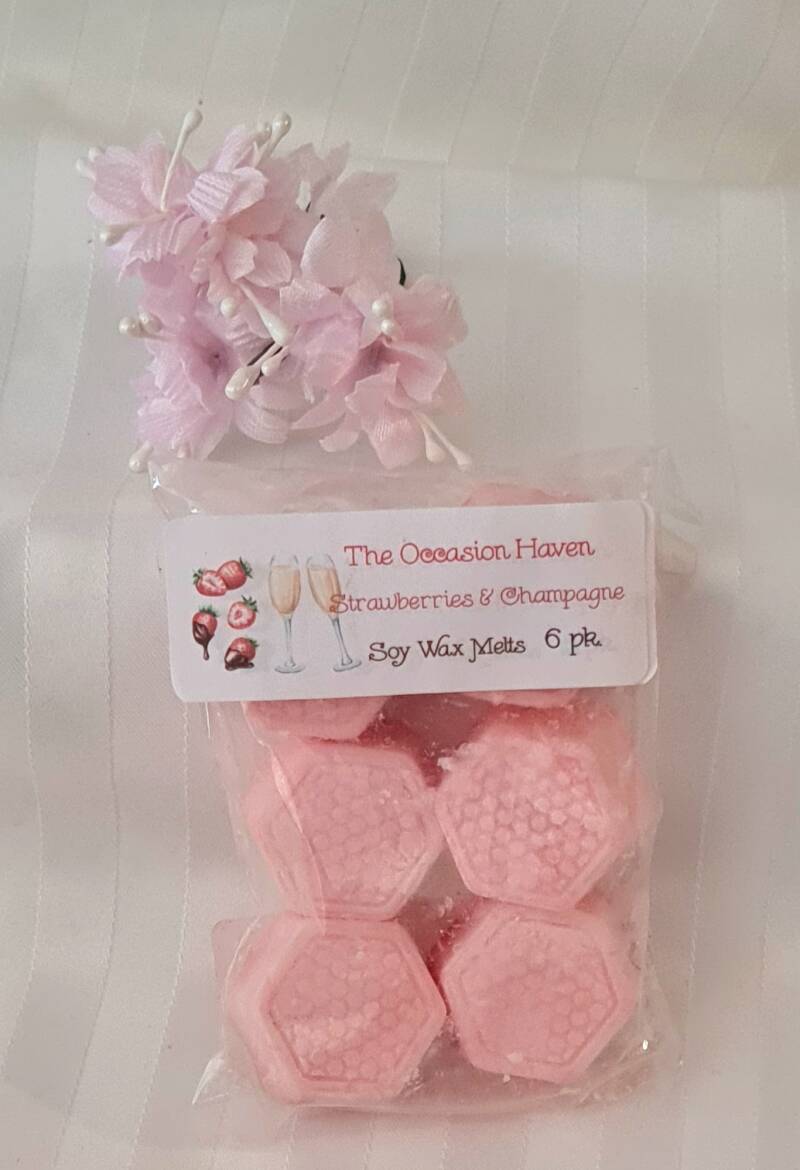 The Occasion Haven
Strawberries & Champagne
Soy Wax Melts 6 pk.